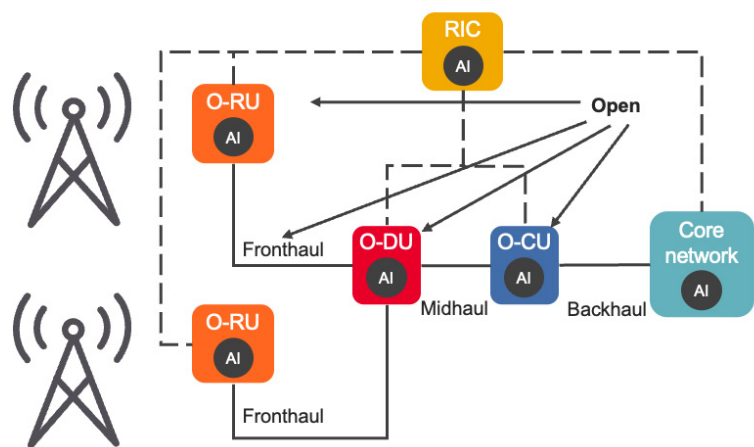 RIC
AI
O-RU
AI
Open
Fronthaul
O-DU
AI
O-CU
AI
Core
network
AI
Midhaul
Backhaul
O-RU
AI
Fronthaul